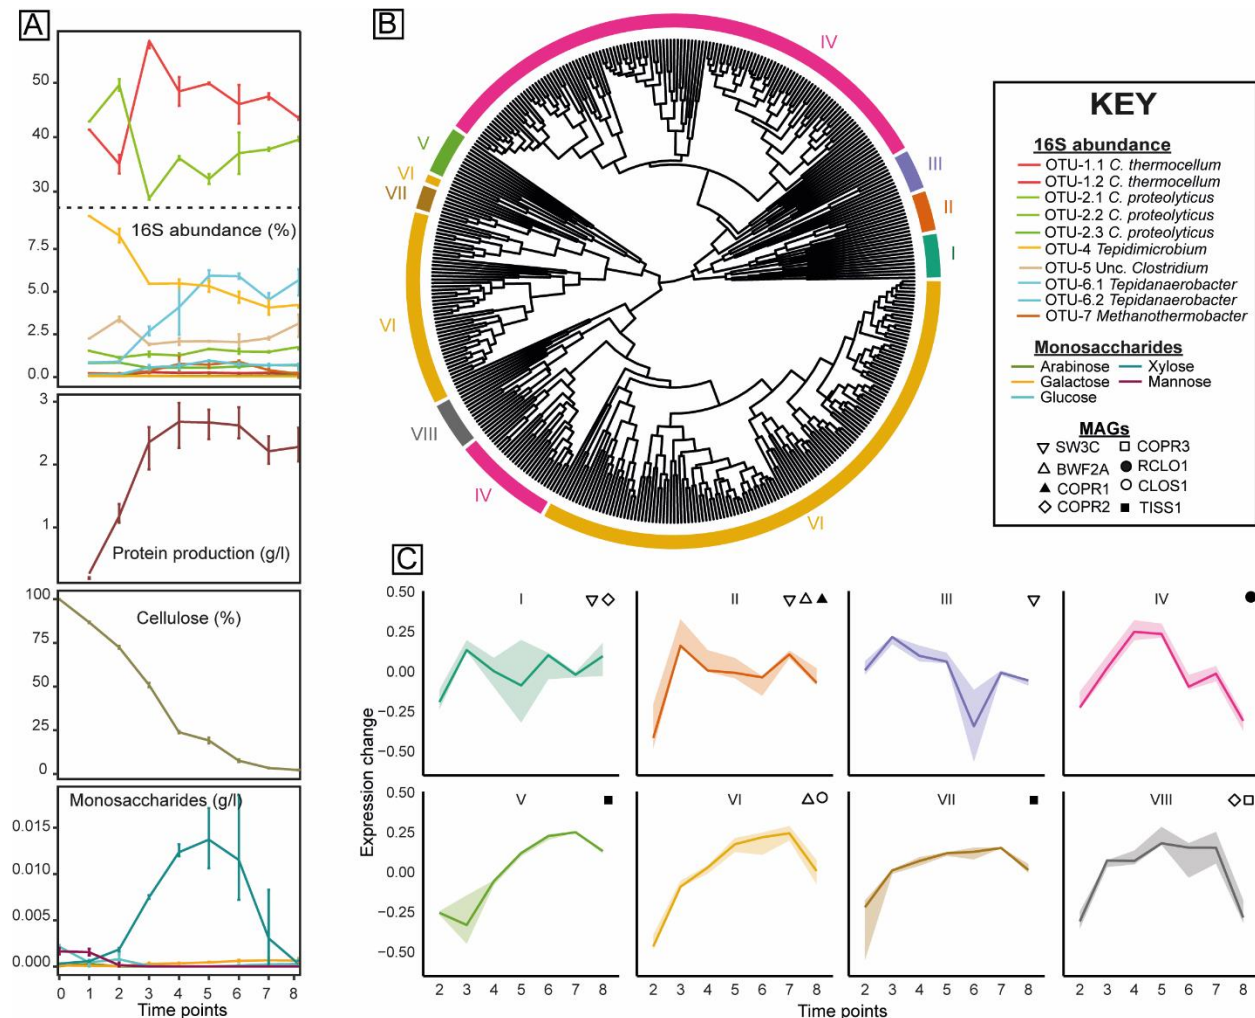 A
50
40
30
16S abundance (%)
7.5
5.0
2.5
0.0
3
2
1
Protein production (g/l)
100
75
50
25
0
Cellulose (%)
Monosaccharides (g/l)
0.015
0.010
0.005
0.000
0 1 2 3 4 5 6 7 8
Time points
B
IV
III
II
I
VI
IV
VIII
VI
VII
VI
V
KEY
16S abundance
OTU-1.1 C. thermocellum
OTU-1.2 C. thermocellum
OTU-2.1 C. proteolyticus
OTU-2.2 C. proteolyticus
OTU-2.3 C. proteolyticus
OTU-4 Tepidimicrobium
OTU-5 Unc. Clostridium
OTU-6.1 Tepidanaerobacter
OTU-6.2 Tepidanaerobacter
OTU-7 Methanothermobacter
Monosaccharides
Arabinose Xylose
Galactose Mannose
Glucose
MAGs
SW3C COPR3
BWF2A RCLO1
COPR1 CLOS1
COPR2 TISS1
C
Expression change
0.50
0.25
0.00
−0.25
−0.50
I II III IV
0.50
0.25
0.00
−0.25
−0.50
V VI VII VIII
2 3 4 5 6 7 8 2 3 4 5 6 7 8 2 3 4 5 6 7 8 2 3 4 5 6 7 8
Time points